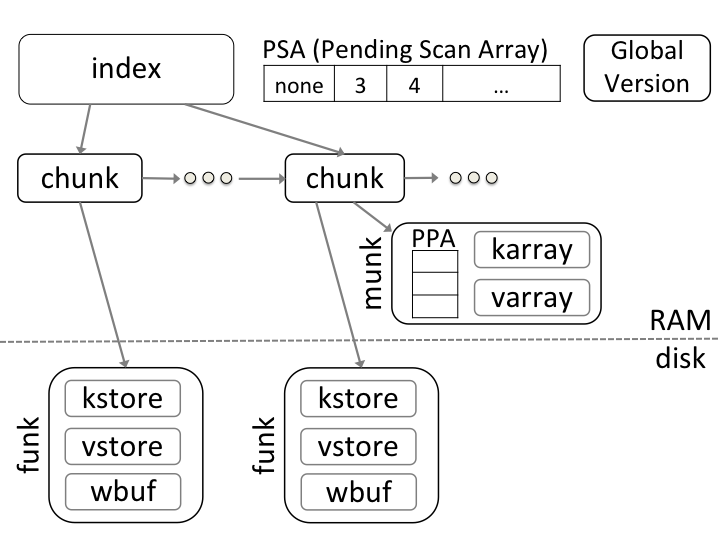 index
PSA (Pending Scan Array)
none 3 4 ...
Global
Version
chunk
chunk
munk
PPA
karray
varray
RAM
disk
funk
kstore
vstore
wbuf
funk
kstore
vstore
wbuf